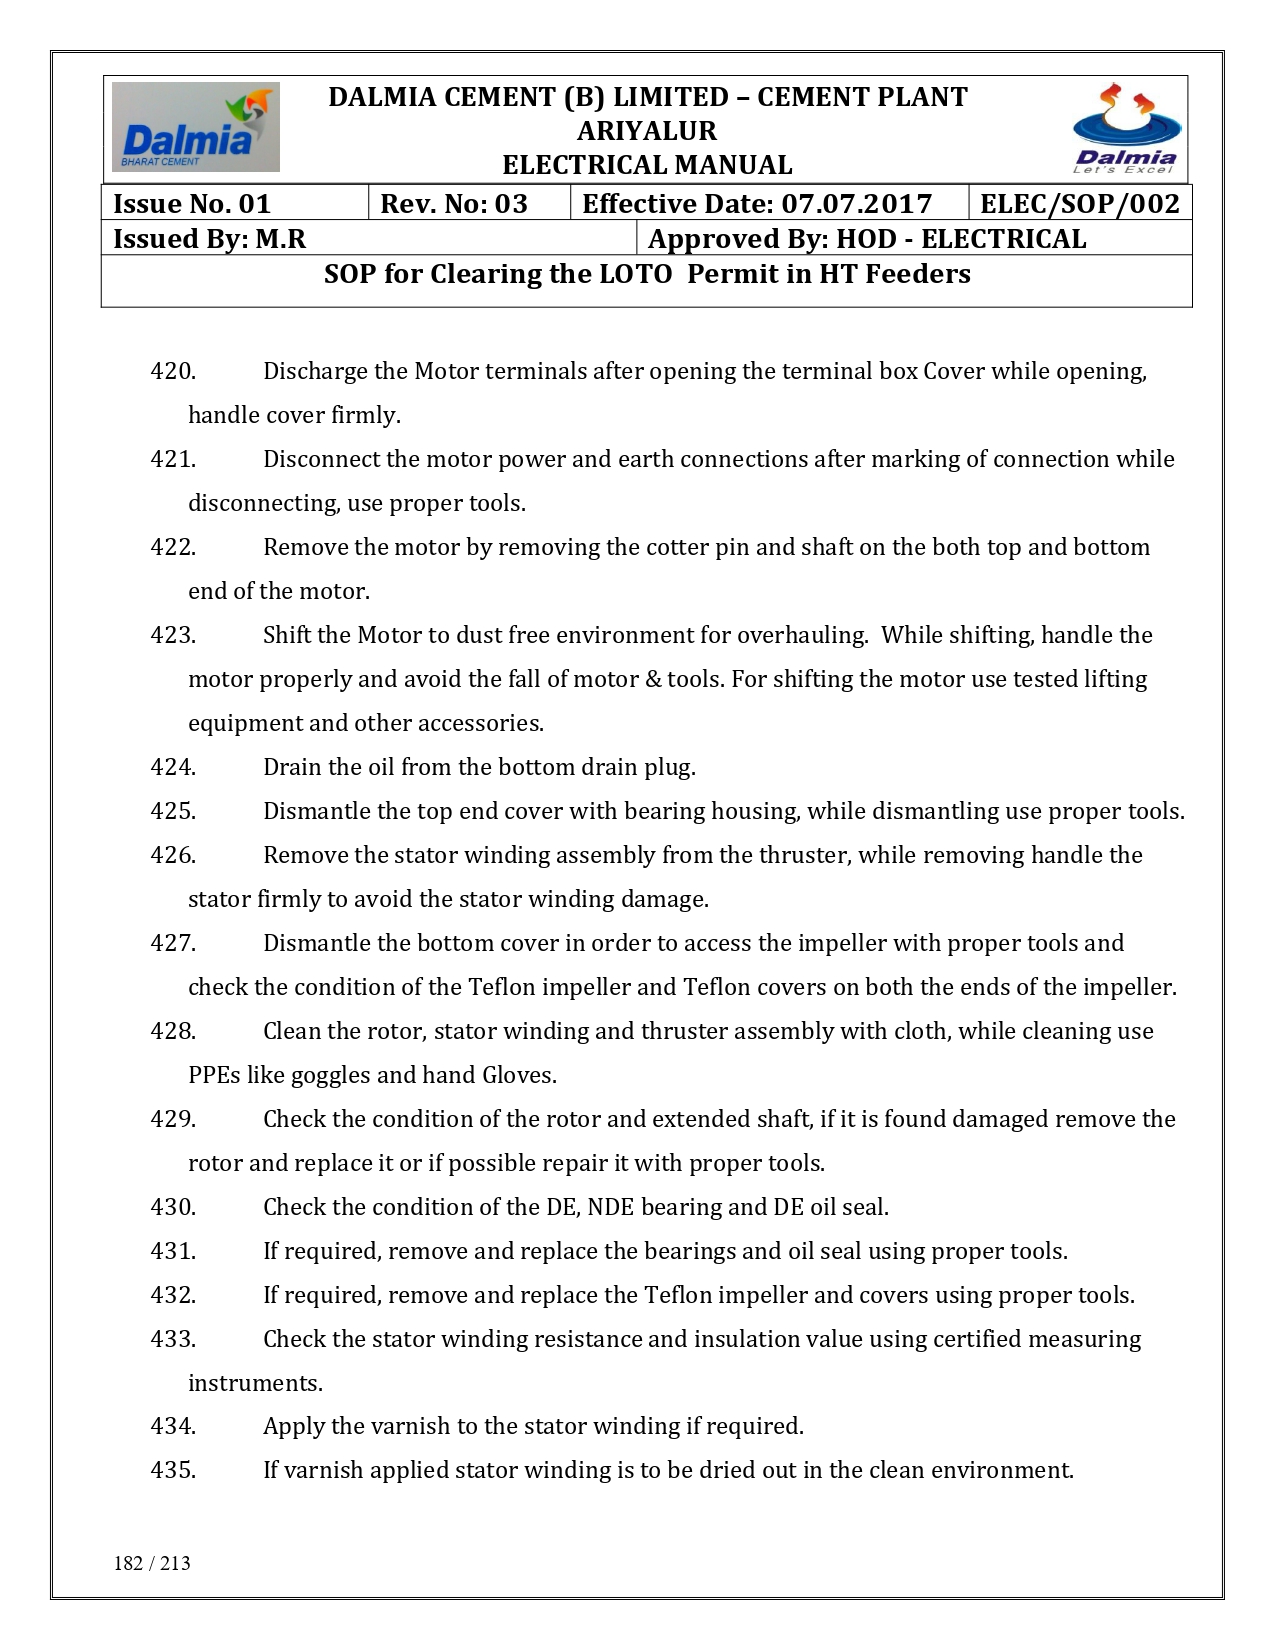 Dalmia
BHARAT CEMENT
DALMIA CEMENT (B) LIMITED – CEMENT PLANT
ARIYALUR
ELECTRICAL MANUAL
Dalmia
Let's Excel
Issue No. 01 Rev. No: 03 Effective Date: 07.07.2017 ELEC/SOP/002
Issued By: M.R Approved By: HOD - ELECTRICAL
SOP for Clearing the LOTO Permit in HT Feeders
420. Discharge the Motor terminals after opening the terminal box Cover while opening,
handle cover firmly.
421. Disconnect the motor power and earth connections after marking of connection while
disconnecting, use proper tools.
422. Remove the motor by removing the cotter pin and shaft on the both top and bottom
end of the motor.
423. Shift the Motor to dust free environment for overhauling. While shifting, handle the
motor properly and avoid the fall of motor & tools. For shifting the motor use tested lifting
equipment and other accessories.
424. Drain the oil from the bottom drain plug.
425. Dismantle the top end cover with bearing housing, while dismantling use proper tools.
426. Remove the stator winding assembly from the thruster, while removing handle the
stator firmly to avoid the stator winding damage.
427. Dismantle the bottom cover in order to access the impeller with proper tools and
check the condition of the Teflon impeller and Teflon covers on both the ends of the impeller.
428. Clean the rotor, stator winding and thruster assembly with cloth, while cleaning use
PPEs like goggles and hand Gloves.
429. Check the condition of the rotor and extended shaft, if it is found damaged remove the
rotor and replace it or if possible repair it with proper tools.
430. Check the condition of the DE, NDE bearing and DE oil seal.
431. If required, remove and replace the bearings and oil seal using proper tools.
432. If required, remove and replace the Teflon impeller and covers using proper tools.
433. Check the stator winding resistance and insulation value using certified measuring
instruments.
434. Apply the varnish to the stator winding if required.
435. If varnish applied stator winding is to be dried out in the clean environment.
182 / 213